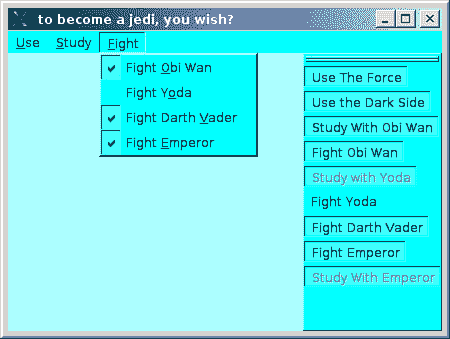 to become a jedi, you wish?
Use Study Fight
Fight Obi Wan
Fight Yoda
Fight Darth Vader
Fight Emperor
Use The Force
Use the Dark Side
Study With Obi Wan
Fight Obi Wan
Study with Yoda
Fight Yoda
Fight Darth Vader
Fight Emperor
Study With Emperor